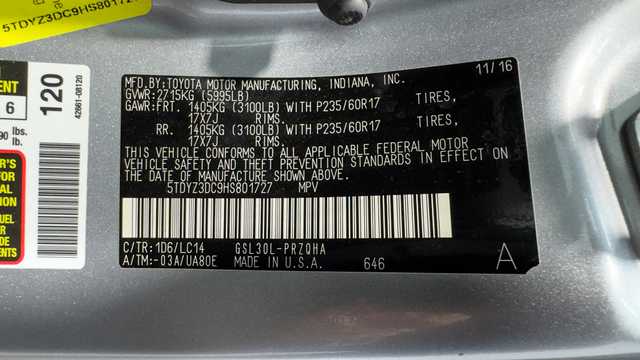 5TDYZ3DC9HS801727
ENT
6
120
42661-08120
90 lbs.
lbs.
MFD.BY:TOYOTA MOTOR MANUFACTURING, INDIANA, INC. 11/16
GVWR:2715KG (5995LB)
GAWR:FRT. 1405KG (3100LB) WITH P235/60R17 TIRES,
17X7J RIMS.
RR. 1405KG (3100LB) WITH P235/60R17 TIRES,
17X7J RIMS.
THIS VEHICLE CONFORMS TO ALL APPLICABLE FEDERAL MOTOR
VEHICLE SAFETY AND THEFT PREVENTION STANDARDS IN EFFECT ON
THE DATE OF MANUFACTURE SHOWN ABOVE.
5TDYZ3DC9HS801727 MPV
C/TR:1D6/LC14 GSL30L-PRZQHA
A/TM:-03A/UA80E MADE IN U.S.A. 646 A